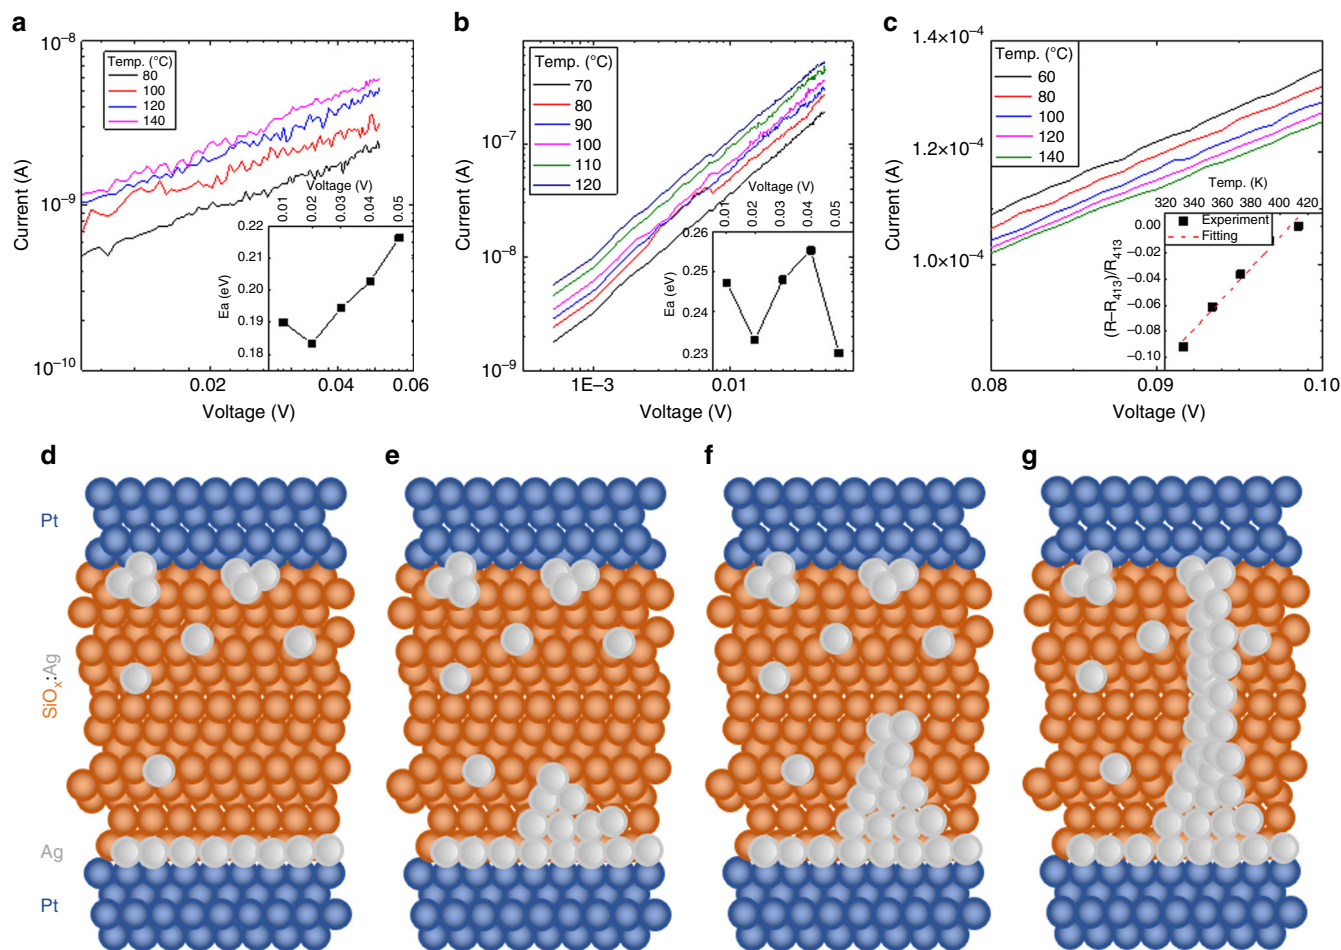 a
10⁻⁸
10⁻⁹
10⁻¹⁰
Current (A)
Temp. (°C)
80
100
120
140
0.02
0.04
0.06
Voltage (V)
Voltage (V)
0.01
0.02
0.03
0.04
0.05
0.22
0.21
0.20
0.19
0.18
Ea (eV)
b
10⁻⁷
10⁻⁸
10⁻⁹
Current (A)
Temp. (°C)
70
80
90
100
110
120
1E−3
0.01
Voltage (V)
Voltage (V)
0.01
0.02
0.03
0.04
0.05
0.26
0.25
0.24
0.23
Ea (eV)
c
1.4×10⁻⁴
1.2×10⁻⁴
1.0×10⁻⁴
Current (A)
Temp. (°C)
60
80
100
120
140
0.08
0.09
0.10
Voltage (V)
Temp. (K)
320 340 360 380 400 420
Experiment
Fitting
0.00
−0.02
−0.04
−0.06
−0.08
−0.10
(R−R₄₁₃)/R₄₁₃
d
e
f
g
Pt
SiOₓ:Ag
Ag
Pt